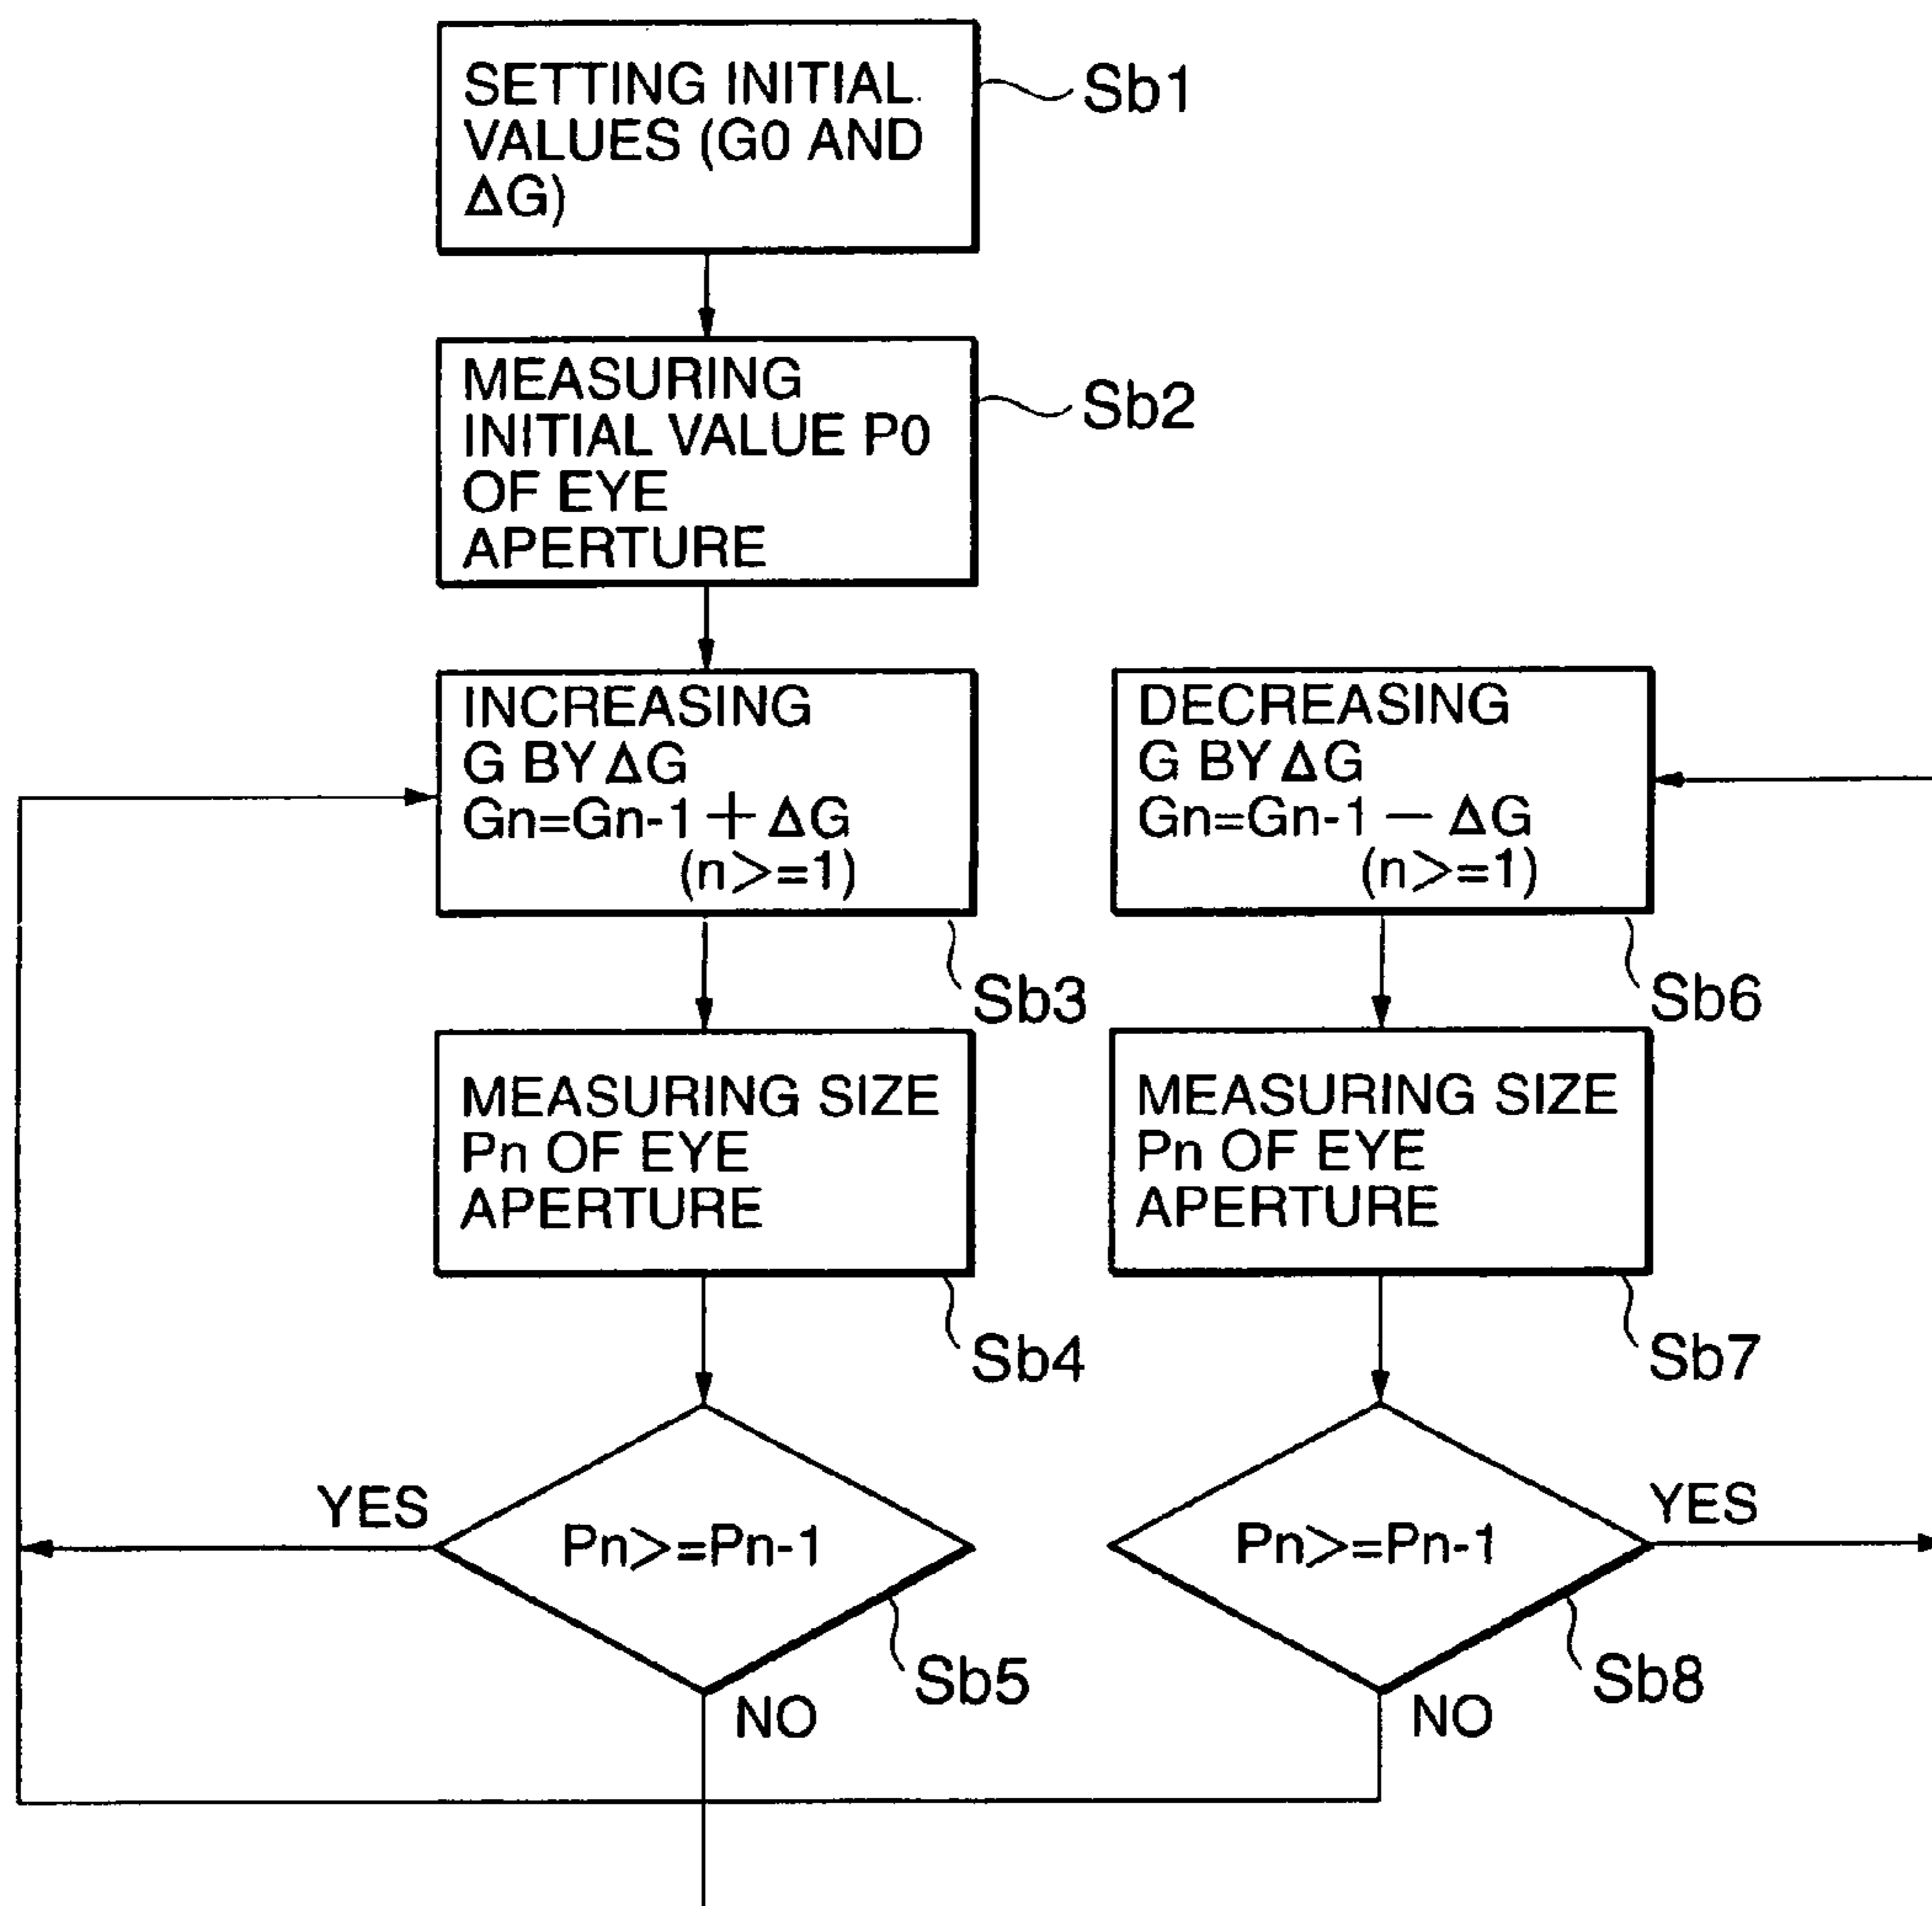 SETTING INITIAL
VALUES (G0 AND
ΔG)
Sb1
MEASURING
INITIAL VALUE P0
OF EYE
APERTURE
Sb2
INCREASING
G BY ΔG
Gn=Gn-1 + ΔG
(n>=1)
Sb3
DECREASING
G BY ΔG
Gn=Gn-1 − ΔG
(n>=1)
Sb6
MEASURING SIZE
Pn OF EYE
APERTURE
Sb4
MEASURING SIZE
Pn OF EYE
APERTURE
Sb7
YES
Pn>=Pn-1
Sb5
NO
Pn>=Pn-1
YES
Sb8
NO